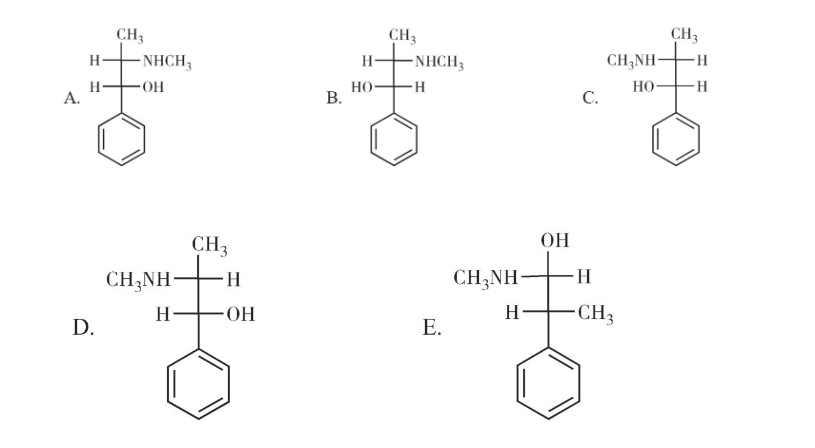 A.
CH₃
H NHCH₃
H OH
B.
CH₃
H NHCH₃
HO H
C.
CH₃
CH₃NH H
HO H
D.
CH₃
CH₃NH H
H OH
E.
OH
CH₃NH H
H CH₃